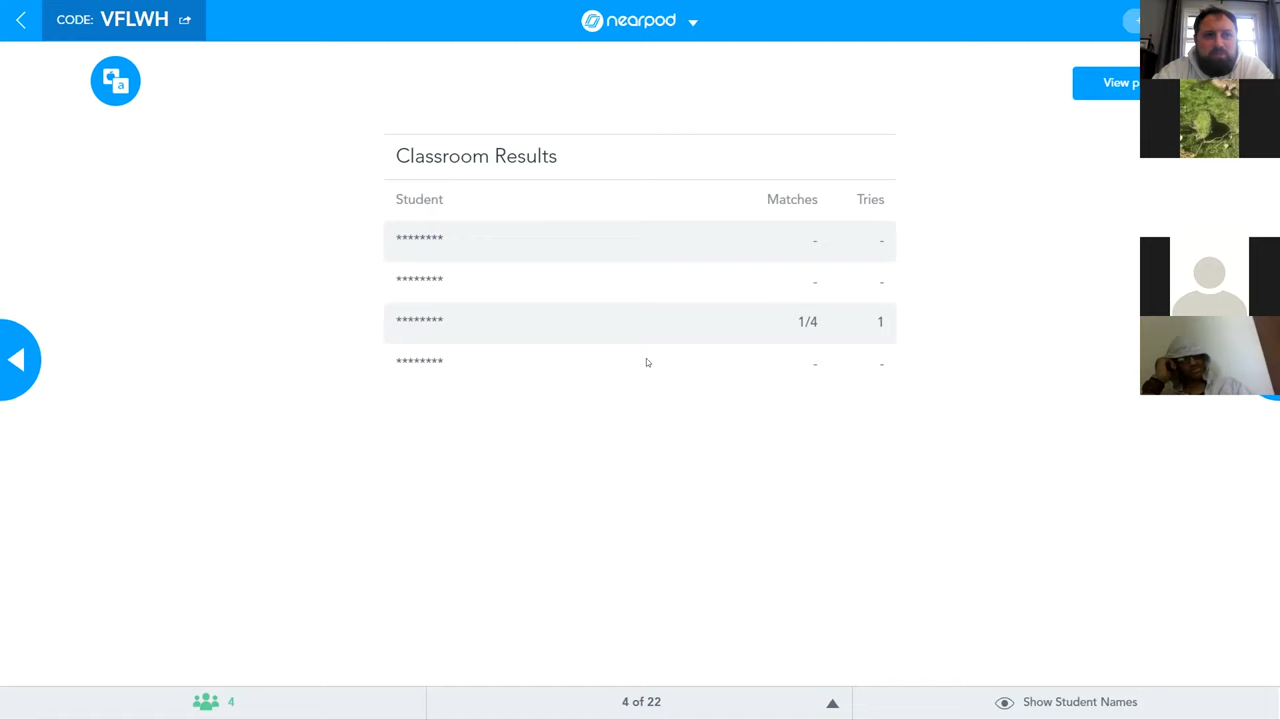 CODE: VFLWH
nearpod
View p
Classroom Results
Student Matches Tries
******** - -
******** - -
******** 1/4 1
******** - -
4
4 of 22
Show Student Names